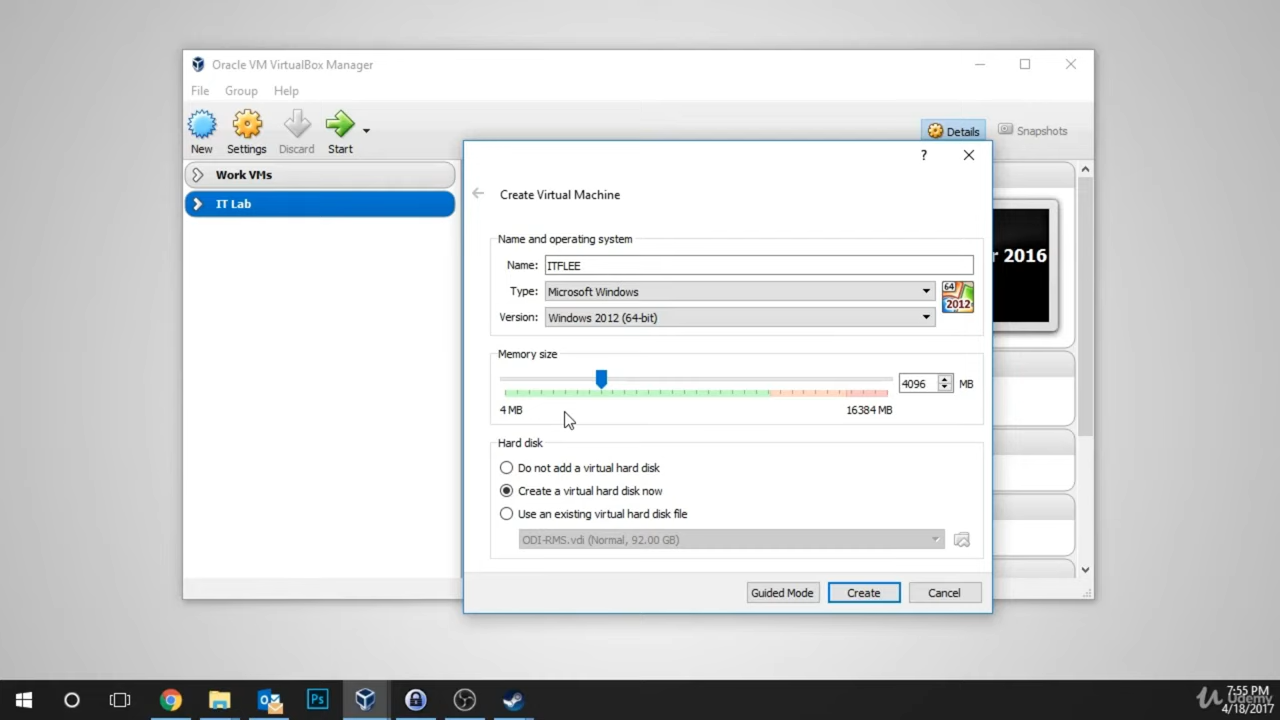 Oracle VM VirtualBox Manager
File Group Help
New Settings Discard Start
Details Snapshots
Work VMs
IT Lab
r 2016
?
Create Virtual Machine
Name and operating system
Name: ITFLEE
Type: Microsoft Windows
64
2012
Version: Windows 2012 (64-bit)
Memory size
4096 MB
4 MB 16384 MB
Hard disk
Do not add a virtual hard disk
Create a virtual hard disk now
Use an existing virtual hard disk file
ODI-RMS.vdi (Normal, 92.00 GB)
Guided Mode Create Cancel
Ps
7:55 PM
Udemy
4/18/2017